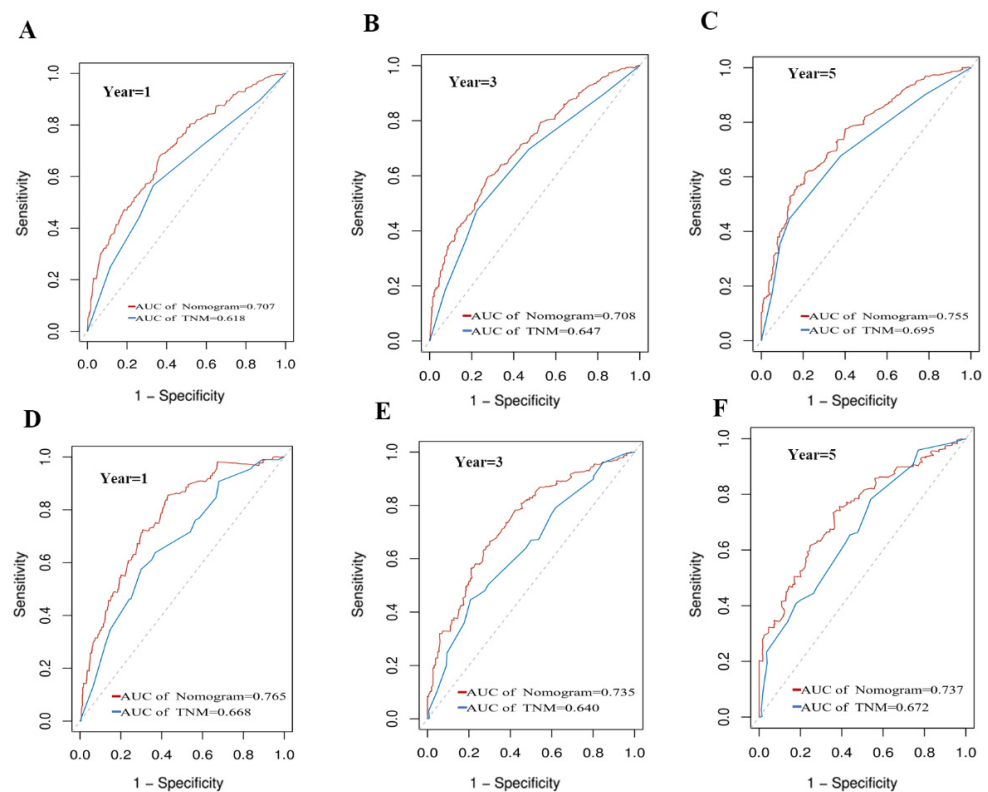 A
Year=1
Sensitivity
0.0 0.2 0.4 0.6 0.8 1.0
AUC of Nomogram=0.707
AUC of TNM=0.618
0.0 0.2 0.4 0.6 0.8 1.0
1 − Specificity
B
Year=3
Sensitivity
0.0 0.2 0.4 0.6 0.8 1.0
AUC of Nomogram=0.708
AUC of TNM=0.647
0.0 0.2 0.4 0.6 0.8 1.0
1 − Specificity
C
Year=5
Sensitivity
0.0 0.2 0.4 0.6 0.8 1.0
AUC of Nomogram=0.755
AUC of TNM=0.695
0.0 0.2 0.4 0.6 0.8 1.0
1 − Specificity
D
Year=1
Sensitivity
0.0 0.2 0.4 0.6 0.8 1.0
AUC of Nomogram=0.765
AUC of TNM=0.668
0.0 0.2 0.4 0.6 0.8 1.0
1 − Specificity
E
Year=3
Sensitivity
0.0 0.2 0.4 0.6 0.8 1.0
AUC of Nomogram=0.735
AUC of TNM=0.640
0.0 0.2 0.4 0.6 0.8 1.0
1 − Specificity
F
Year=5
Sensitivity
0.0 0.2 0.4 0.6 0.8 1.0
AUC of Nomogram=0.737
AUC of TNM=0.672
0.0 0.2 0.4 0.6 0.8 1.0
1 − Specificity